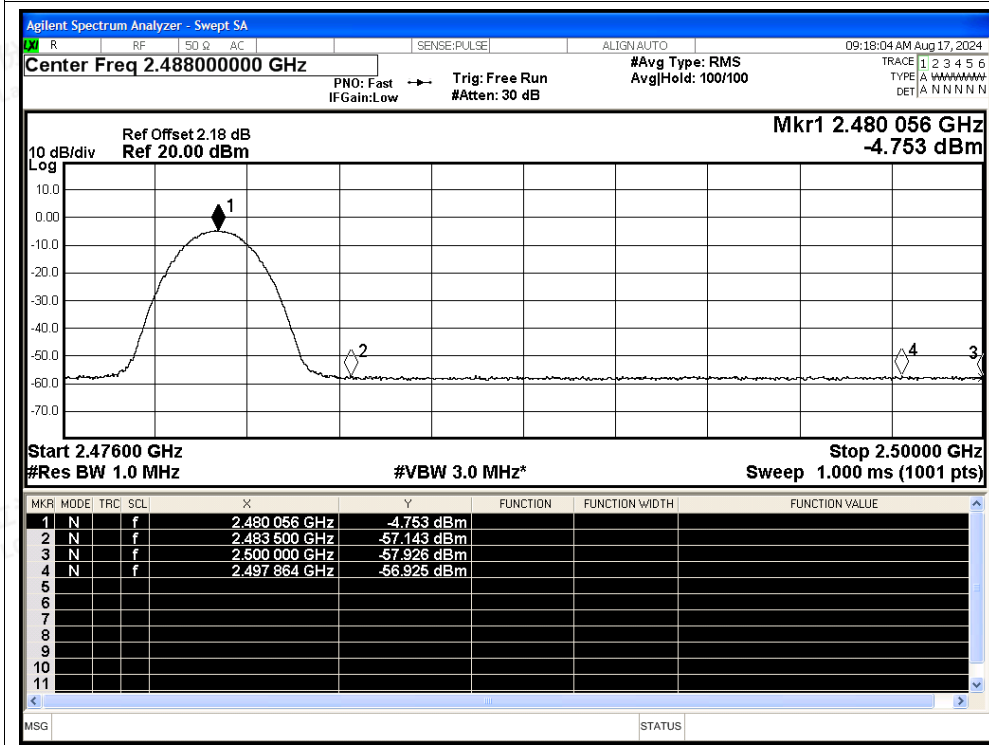 Agilent Spectrum Analyzer - Swept SA
LXI R RF 50 Ω AC SENSE:PULSE ALIGN AUTO 09:18:04 AM Aug 17, 2024
Center Freq 2.488000000 GHz #Avg Type: RMS TRACE 1 2 3 4 5 6
PNO: Fast Trig: Free Run Avg|Hold: 100/100 TYPE A WWWWW
IFGain:Low #Atten: 30 dB DET A N N N N N
Mkr1 2.480 056 GHz
Ref Offset 2.18 dB -4.753 dBm
10 dB/div Ref 20.00 dBm
Log
10.0
1
0.00
-10.0
-20.0
-30.0
-40.0
-50.0
2 4 3
-60.0
-70.0
Start 2.47600 GHz Stop 2.50000 GHz
#Res BW 1.0 MHz #VBW 3.0 MHz* Sweep 1.000 ms (1001 pts)
MKR MODE TRC SCL X Y FUNCTION FUNCTION WIDTH FUNCTION VALUE
1 N f 2.480 056 GHz -4.753 dBm
2 N f 2.483 500 GHz -57.143 dBm
3 N f 2.500 000 GHz -57.926 dBm
4 N f 2.497 864 GHz -56.925 dBm
5
6
7
8
9
10
11
MSG STATUS